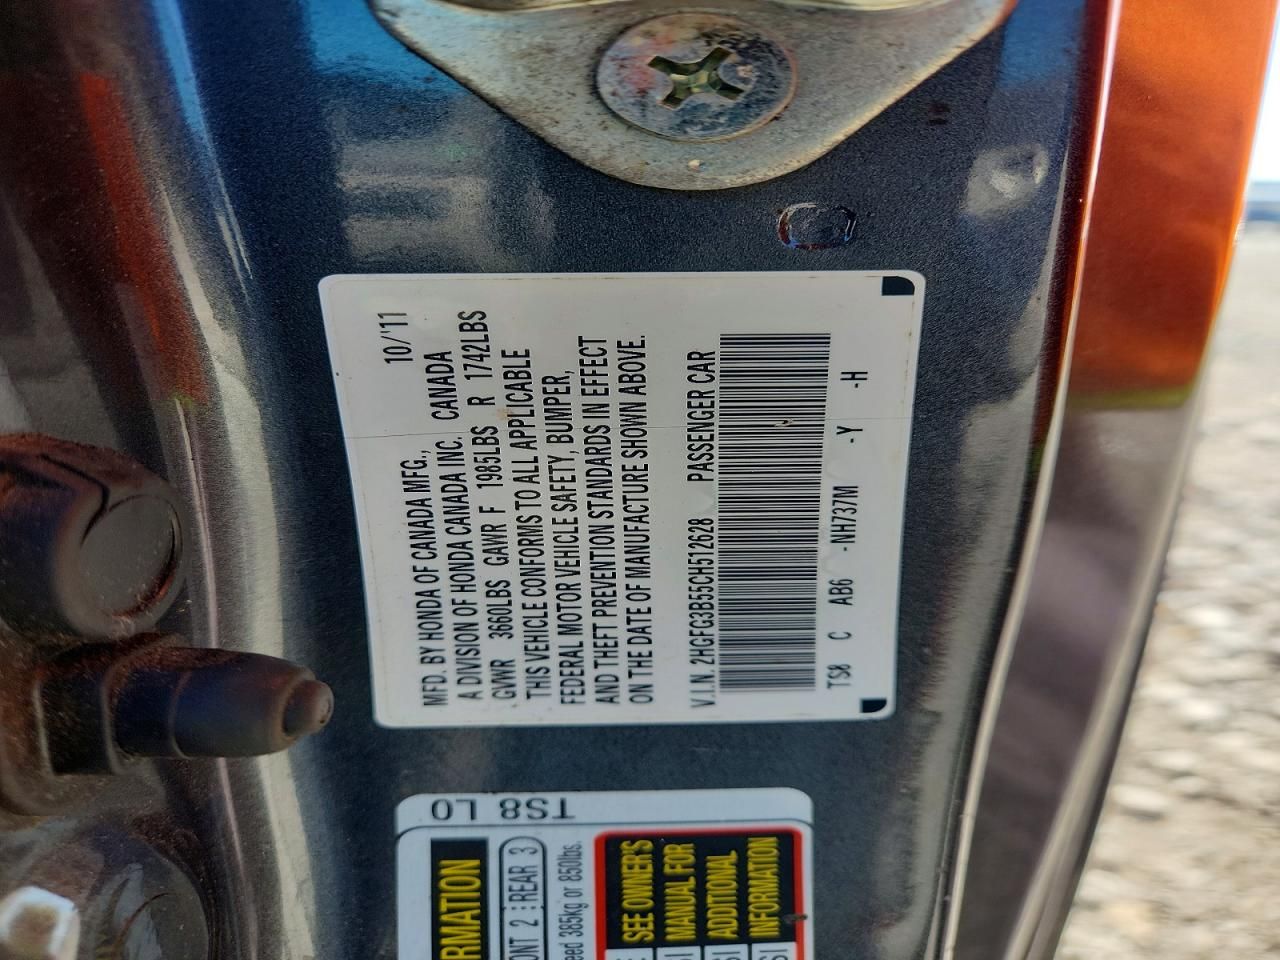 10/'11
MFD. BY HONDA OF CANADA MFG.,
A DIVISION OF HONDA CANADA INC. CANADA
GVWR 3660LBS GAWR F 1985LBS R 1742LBS
THIS VEHICLE CONFORMS TO ALL APPLICABLE
FEDERAL MOTOR VEHICLE SAFETY, BUMPER,
AND THEFT PREVENTION STANDARDS IN EFFECT
ON THE DATE OF MANUFACTURE SHOWN ABOVE.
V.I.N. 2HGFG3B55CH512628 PASSENGER CAR
TS8 C AB6 -NH737M -Y -H
TS8 L0
RMATION
ONT 2 REAR 3
eed 385kg or 850lbs.
SEE OWNER'S
MANUAL FOR
ADDITIONAL
INFORMATION